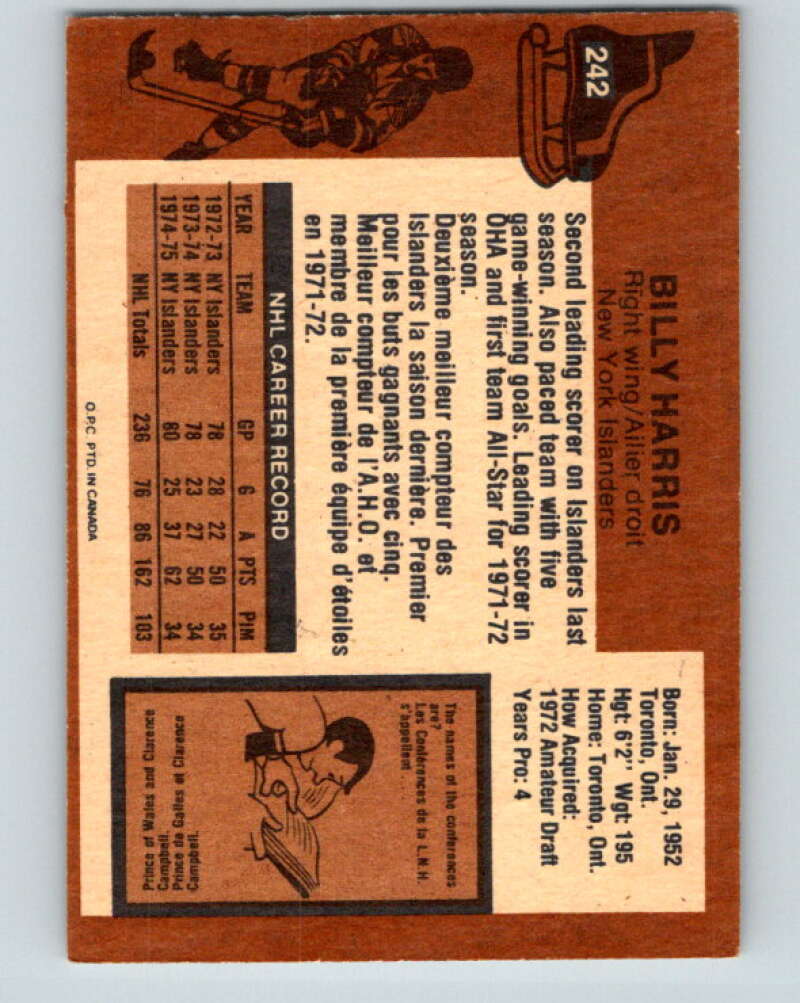 242
BILLY HARRIS
Right wing/Ailier droit
New York Islanders
Second leading scorer on Islanders last
season. Also paced team with five
game-winning goals. Leading scorer in
OHA and first team All-Star for 1971-72
season.
Deuxième meilleur compteur des
Islanders la saison dernière. Premier
pour les buts gagnants avec cinq.
Meilleur compteur de l'A.H.O. et
membre de la première équipe d'étoiles
en 1971-72.
NHL CAREER RECORD
YEAR TEAM GP G A PTS PIM
1972-73 NY Islanders 78 28 22 50 35
1973-74 NY Islanders 78 23 27 50 34
1974-75 NY Islanders 80 25 37 62 34
NHL Totals 236 76 86 162 103
O.P.C. PTD. IN CANADA
Born: Jan. 29, 1952
Toronto, Ont.
Hgt: 6'2" Wgt: 195
Home: Toronto, Ont.
How Acquired:
1972 Amateur Draft
Years Pro: 4
The names of the conferences
are?
Les Conférences de la L.N.H.
s'appellent...
Prince of Wales and Clarence
Campbell.
Prince de Galles et Clarence
Campbell.